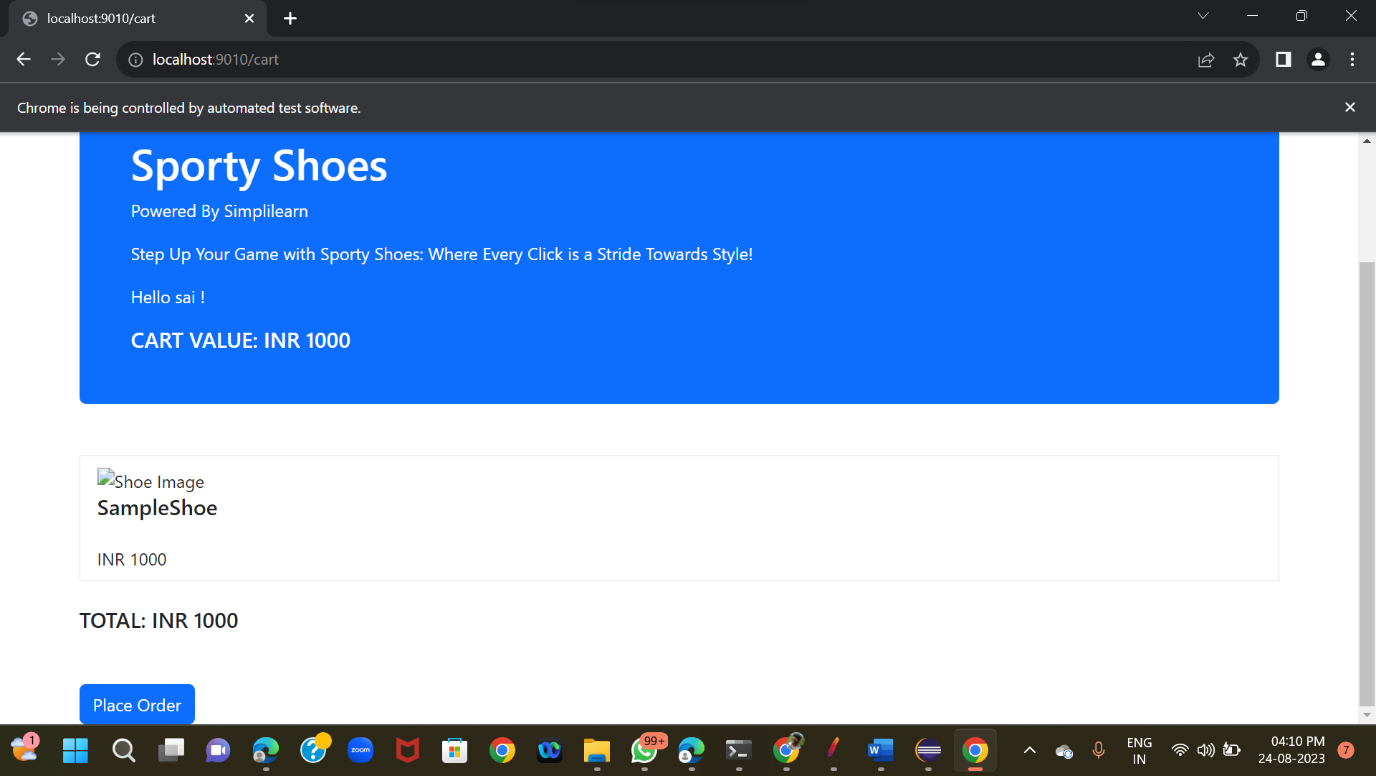 localhost:9010/cart
localhost:9010/cart
Chrome is being controlled by automated test software.
Sporty Shoes
Powered By Simplilearn
Step Up Your Game with Sporty Shoes: Where Every Click is a Stride Towards Style!
Hello sai !
CART VALUE: INR 1000
Shoe Image
SampleShoe
INR 1000
TOTAL: INR 1000
Place Order
1
zoom
99+
W
ENG
IN
04:10 PM
24-08-2023
7